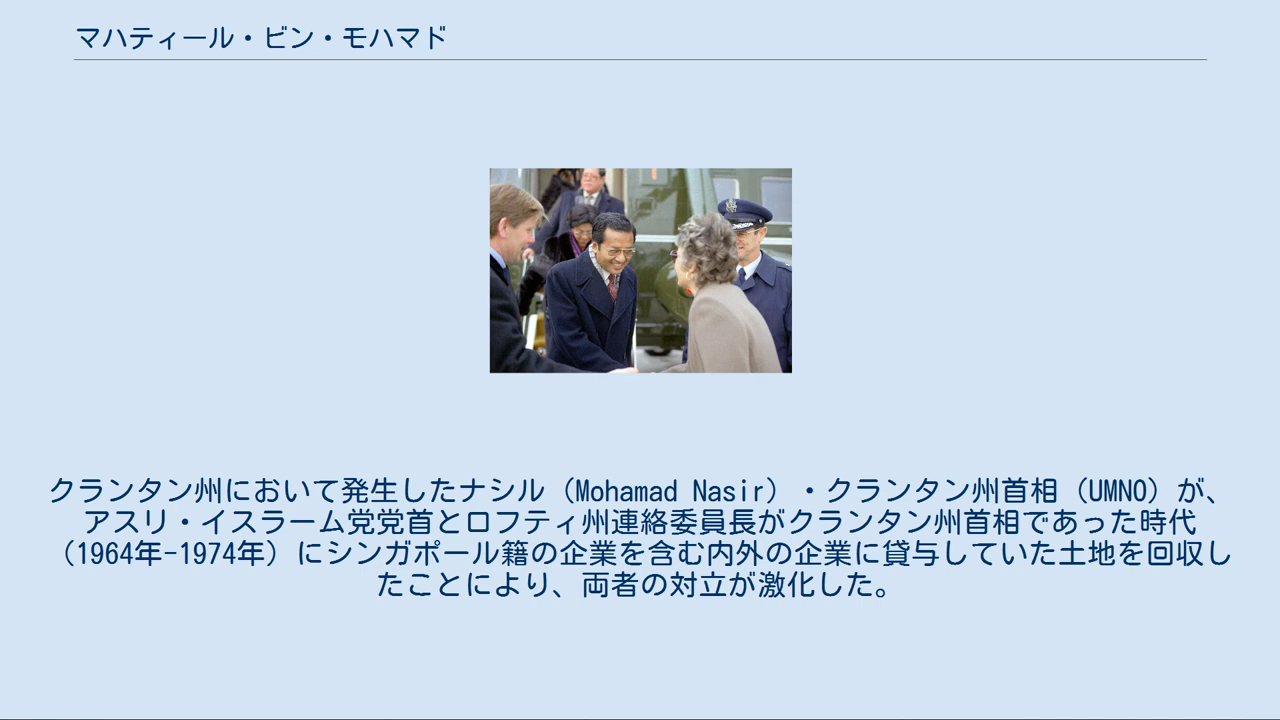 マハティール・ビン・モハマド
クランタン州において発生したナシル（Mohamad Nasir）・クランタン州首相（UMNO）が、
アスリ・イスラーム党党首とロフティ州連絡委員長がクランタン州首相であった時代
（1964年-1974年）にシンガポール籍の企業を含む内外の企業に貸与していた土地を回収し
たことにより、両者の対立が激化した。